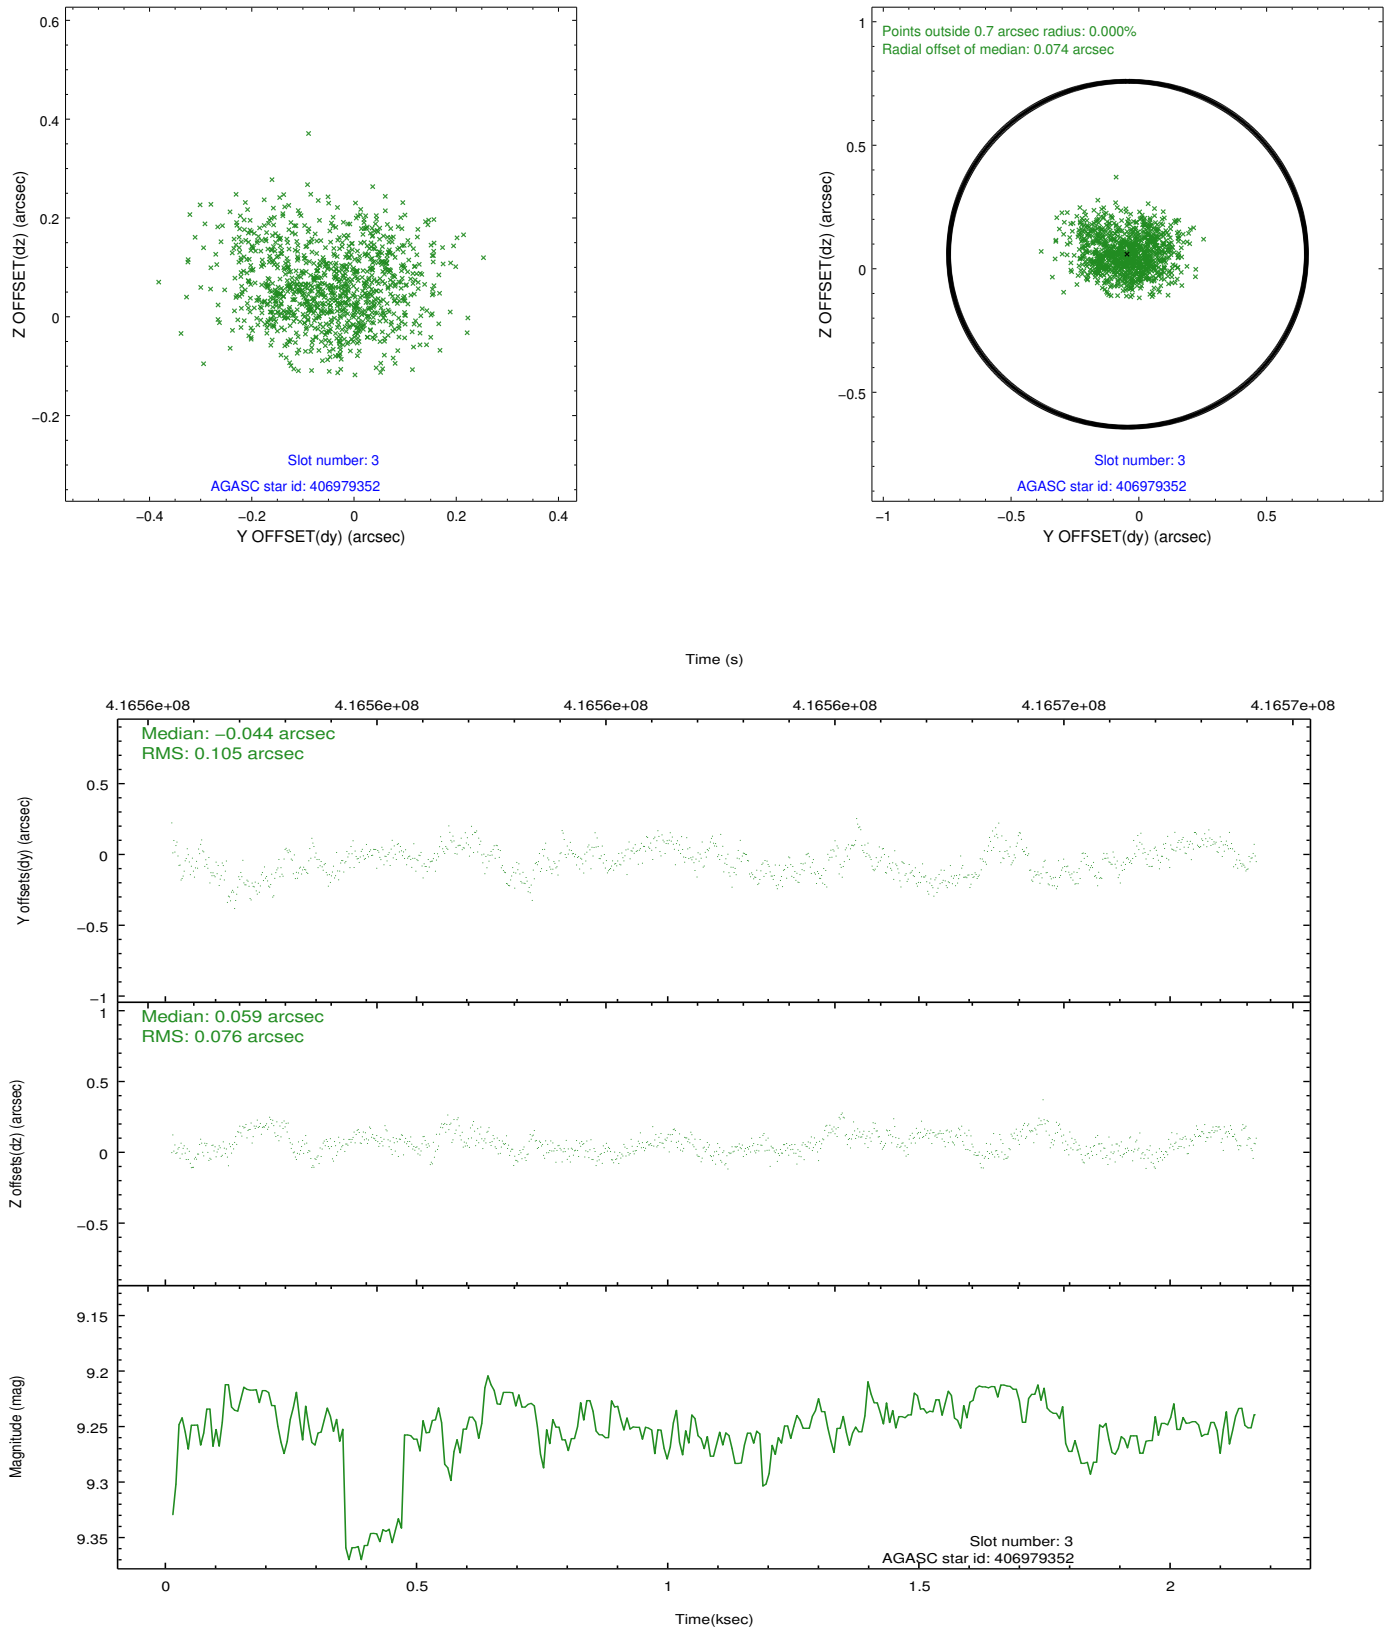 0.6
0.4
0.2
0
−0.2
Z OFFSET(dz) (arcsec)
Slot number: 3
AGASC star id: 406979352
−0.4 −0.2 0 0.2 0.4
Y OFFSET(dy) (arcsec)
Points outside 0.7 arcsec radius: 0.000%
Radial offset of median: 0.074 arcsec
1
0.5
0
−0.5
Z OFFSET(dz) (arcsec)
Slot number: 3
AGASC star id: 406979352
−1 −0.5 0 0.5
Y OFFSET(dy) (arcsec)
Time (s)
4.1656e+08 4.1656e+08 4.1656e+08 4.1656e+08 4.1657e+08 4.1657e+08
Median: −0.044 arcsec
RMS: 0.105 arcsec
0.5
0
−0.5
−1
Y offsets(dy) (arcsec)
Median: 0.059 arcsec
RMS: 0.076 arcsec
1
0.5
0
−0.5
Z offsets(dz) (arcsec)
9.15
9.2
9.25
9.3
9.35
Magnitude (mag)
Slot number: 3
AGASC star id: 406979352
0 0.5 1 1.5 2
Time(ksec)